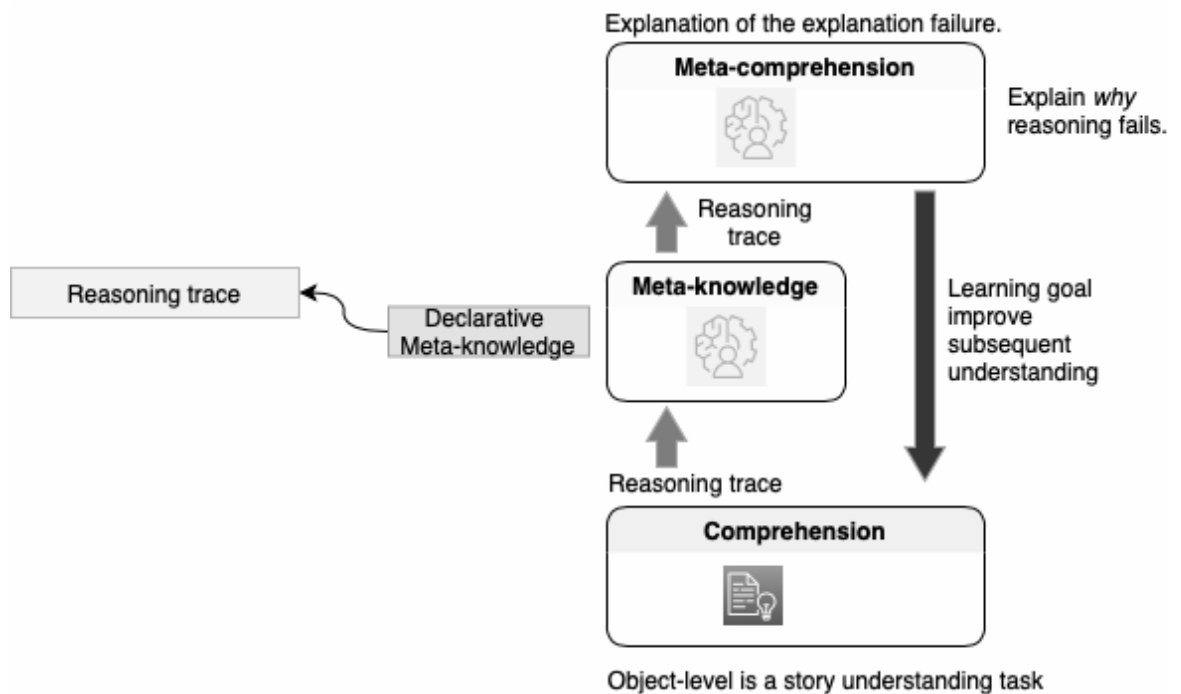 Explanation of the explanation failure.
Meta-comprehension
Explain why
reasoning fails.
Reasoning
trace
Meta-knowledge
Reasoning trace
Declarative
Meta-knowledge
Learning goal
improve
subsequent
understanding
Reasoning trace
Comprehension
Object-level is a story understanding task